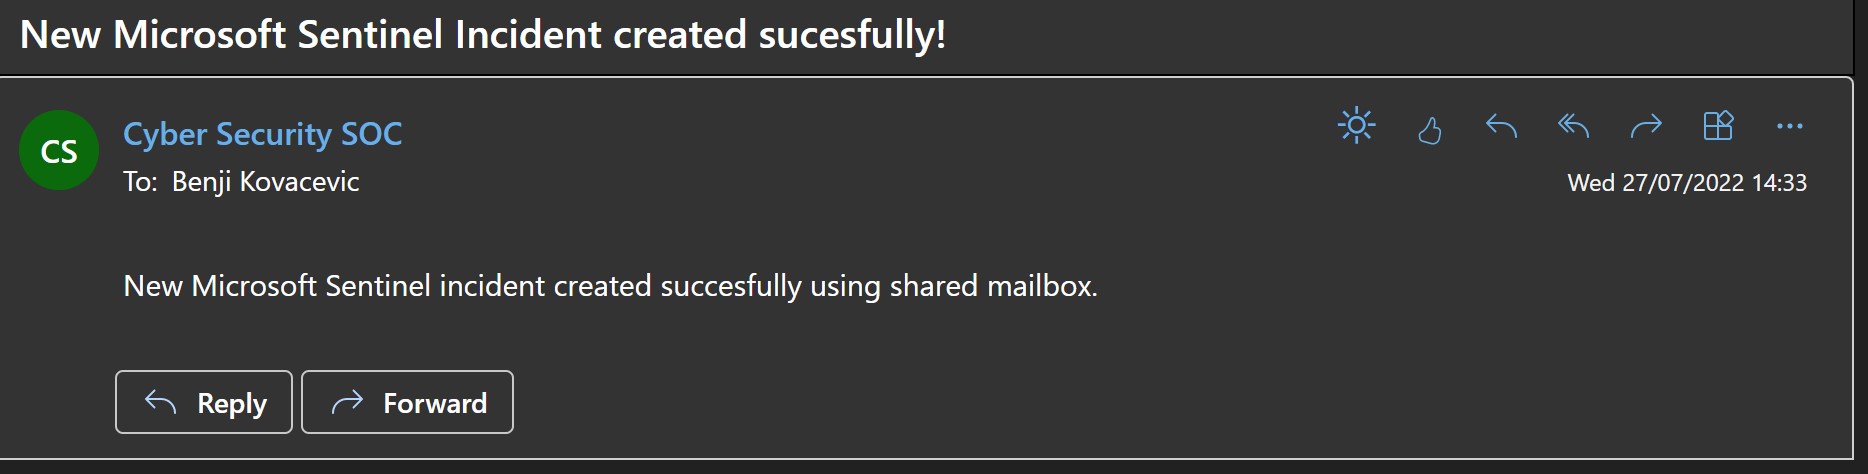 New Microsoft Sentinel Incident created sucesfully!
CS
Cyber Security SOC
To: Benji Kovacevic
Wed 27/07/2022 14:33
New Microsoft Sentinel incident created succesfully using shared mailbox.
Reply
Forward